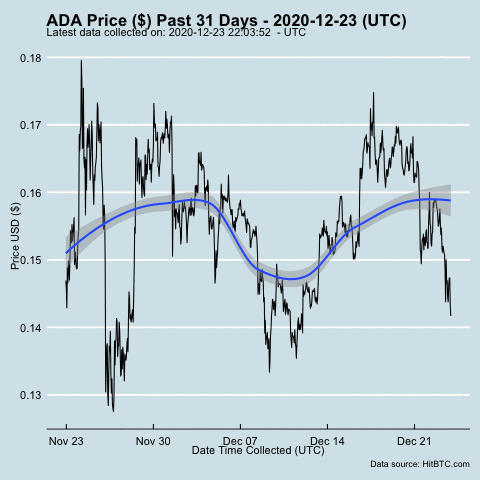 ADA Price ($) Past 31 Days - 2020-12-23 (UTC)
Latest data collected on: 2020-12-23 22:03:52 - UTC
0.18
0.17
0.16
0.15
0.14
0.13
Price USD ($)
Nov 23
Nov 30
Dec 07
Dec 14
Dec 21
Date Time Collected (UTC)
Data source: HitBTC.com